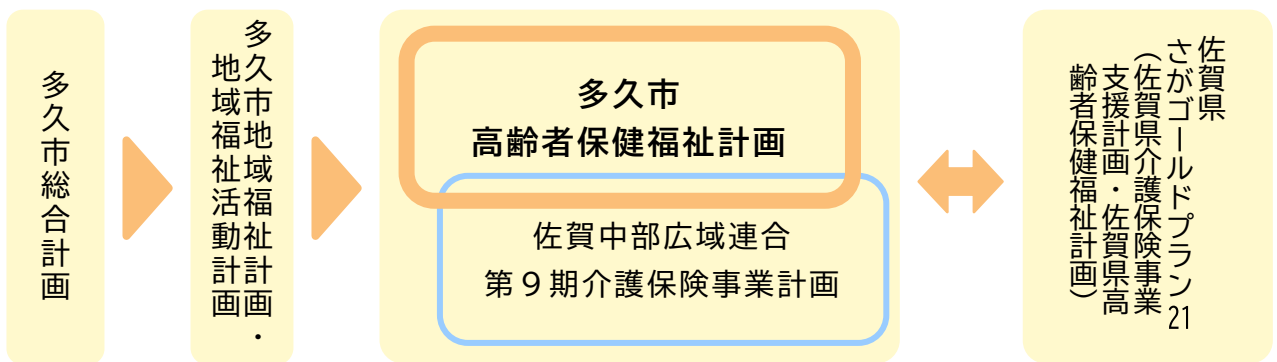 多久市総合計画
多久市地域福祉計画・
地域福祉活動計画
多久市
高齢者保健福祉計画
佐賀中部広域連合
第９期介護保険事業計画
佐賀県
さがゴールドプラン21
（佐賀県介護保険事業
支援計画・佐賀県高
齢者保健福祉計画）